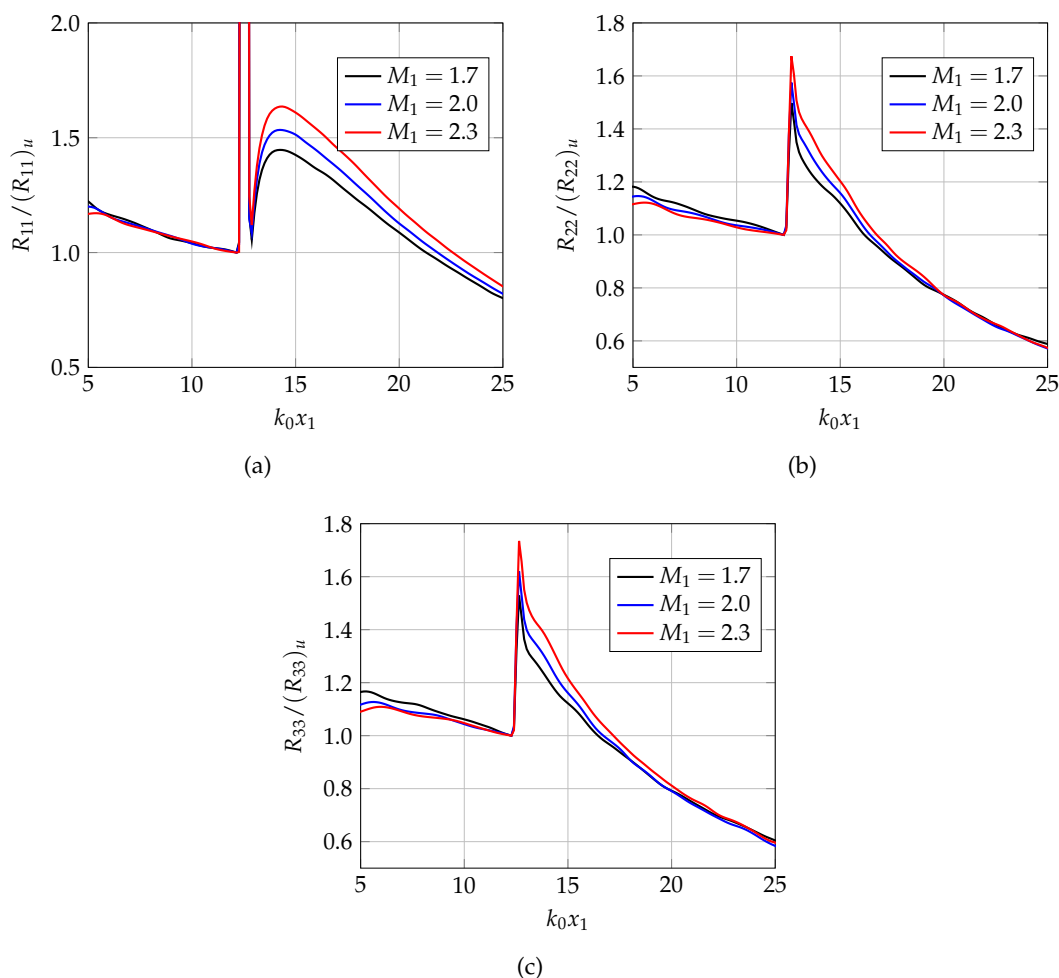 2.0
1.5
1.0
0.5
5
10
15
20
25
R₁₁/(R₁₁)ᵤ
k₀x₁
M₁ = 1.7
M₁ = 2.0
M₁ = 2.3
(a)
1.8
1.6
1.4
1.2
1.0
0.8
0.6
5
10
15
20
25
R₂₂/(R₂₂)ᵤ
k₀x₁
M₁ = 1.7
M₁ = 2.0
M₁ = 2.3
(b)
1.8
1.6
1.4
1.2
1.0
0.8
0.6
5
10
15
20
25
R₃₃/(R₃₃)ᵤ
k₀x₁
M₁ = 1.7
M₁ = 2.0
M₁ = 2.3
(c)